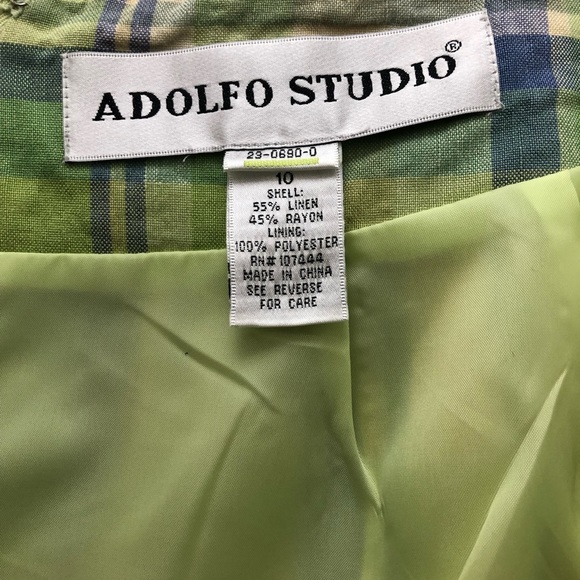 ADOLFO STUDIO®
23-0690-0
10
SHELL:
55% LINEN
45% RAYON
LINING:
100% POLYESTER
RN# 107444
MADE IN CHINA
SEE REVERSE
FOR CARE